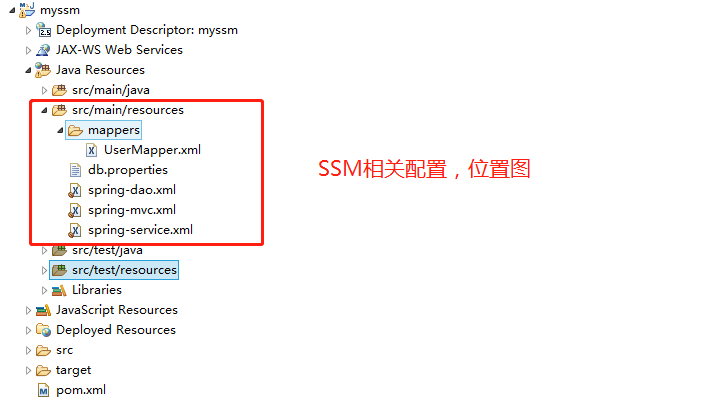 myssm
Deployment Descriptor: myssm
JAX-WS Web Services
Java Resources
src/main/java
src/main/resources
mappers
UserMapper.xml
db.properties
spring-dao.xml
spring-mvc.xml
spring-service.xml
SSM相关配置，位置图
src/test/java
src/test/resources
Libraries
JavaScript Resources
Deployed Resources
src
target
pom.xml